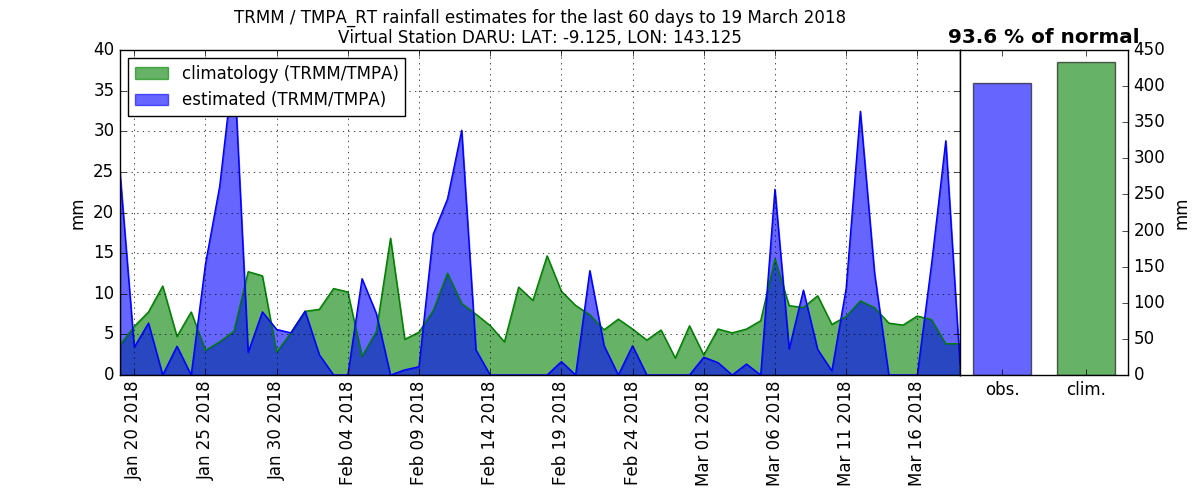 TRMM / TMPA_RT rainfall estimates for the last 60 days to 19 March 2018
Virtual Station DARU: LAT: -9.125, LON: 143.125
93.6 % of normal
climatology (TRMM/TMPA)
estimated (TRMM/TMPA)
40
35
30
25
20
15
10
5
0
mm
Jan 20 2018
Jan 25 2018
Jan 30 2018
Feb 04 2018
Feb 09 2018
Feb 14 2018
Feb 19 2018
Feb 24 2018
Mar 01 2018
Mar 06 2018
Mar 11 2018
Mar 16 2018
obs.
clim.
450
400
350
300
250
200
150
100
50
0
mm